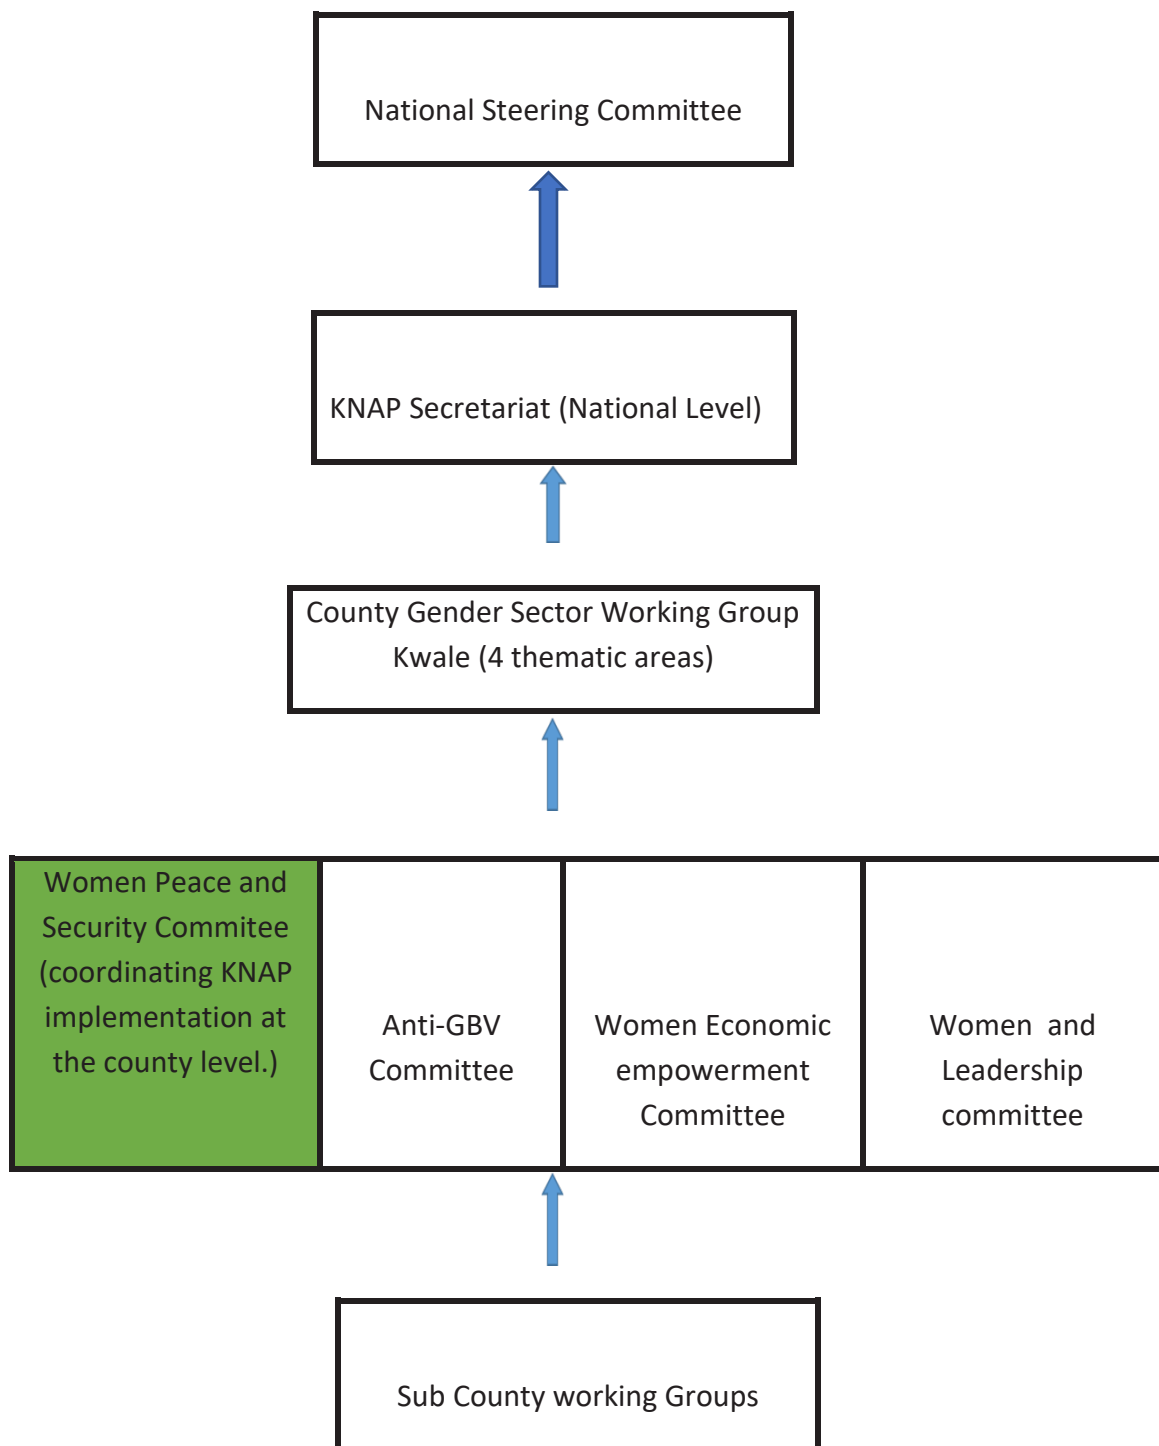 National Steering Committee
KNAP Secretariat (National Level)
County Gender Sector Working Group
Kwale (4 thematic areas)
Women Peace and
Security Commitee
(coordinating KNAP
implementation at
the county level.)
Anti-GBV
Committee
Women Economic
empowerment
Committee
Women  and
Leadership
committee
Sub County working Groups